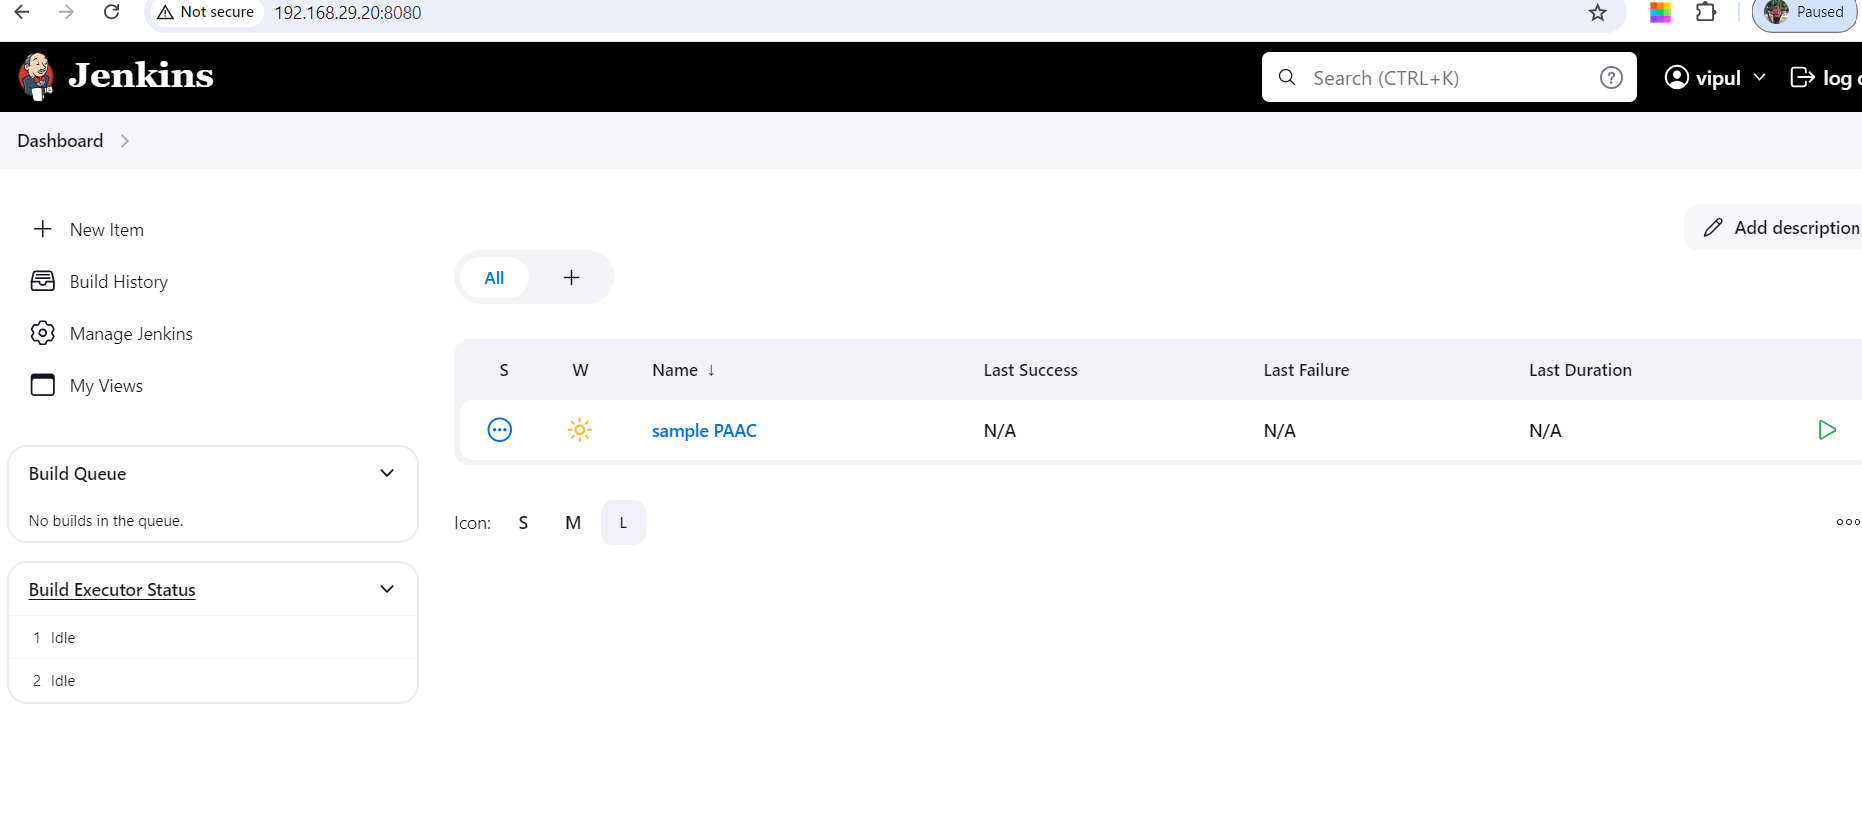 Not secure 192.168.29.20:8080 Paused
Jenkins Search (CTRL+K) vipul log
Dashboard
New Item
Add description
Build History
All
Manage Jenkins
My Views
S W Name ↓ Last Success Last Failure Last Duration
sample PAAC N/A N/A N/A
Build Queue
No builds in the queue.
Icon: S M L
Build Executor Status
1 Idle
2 Idle